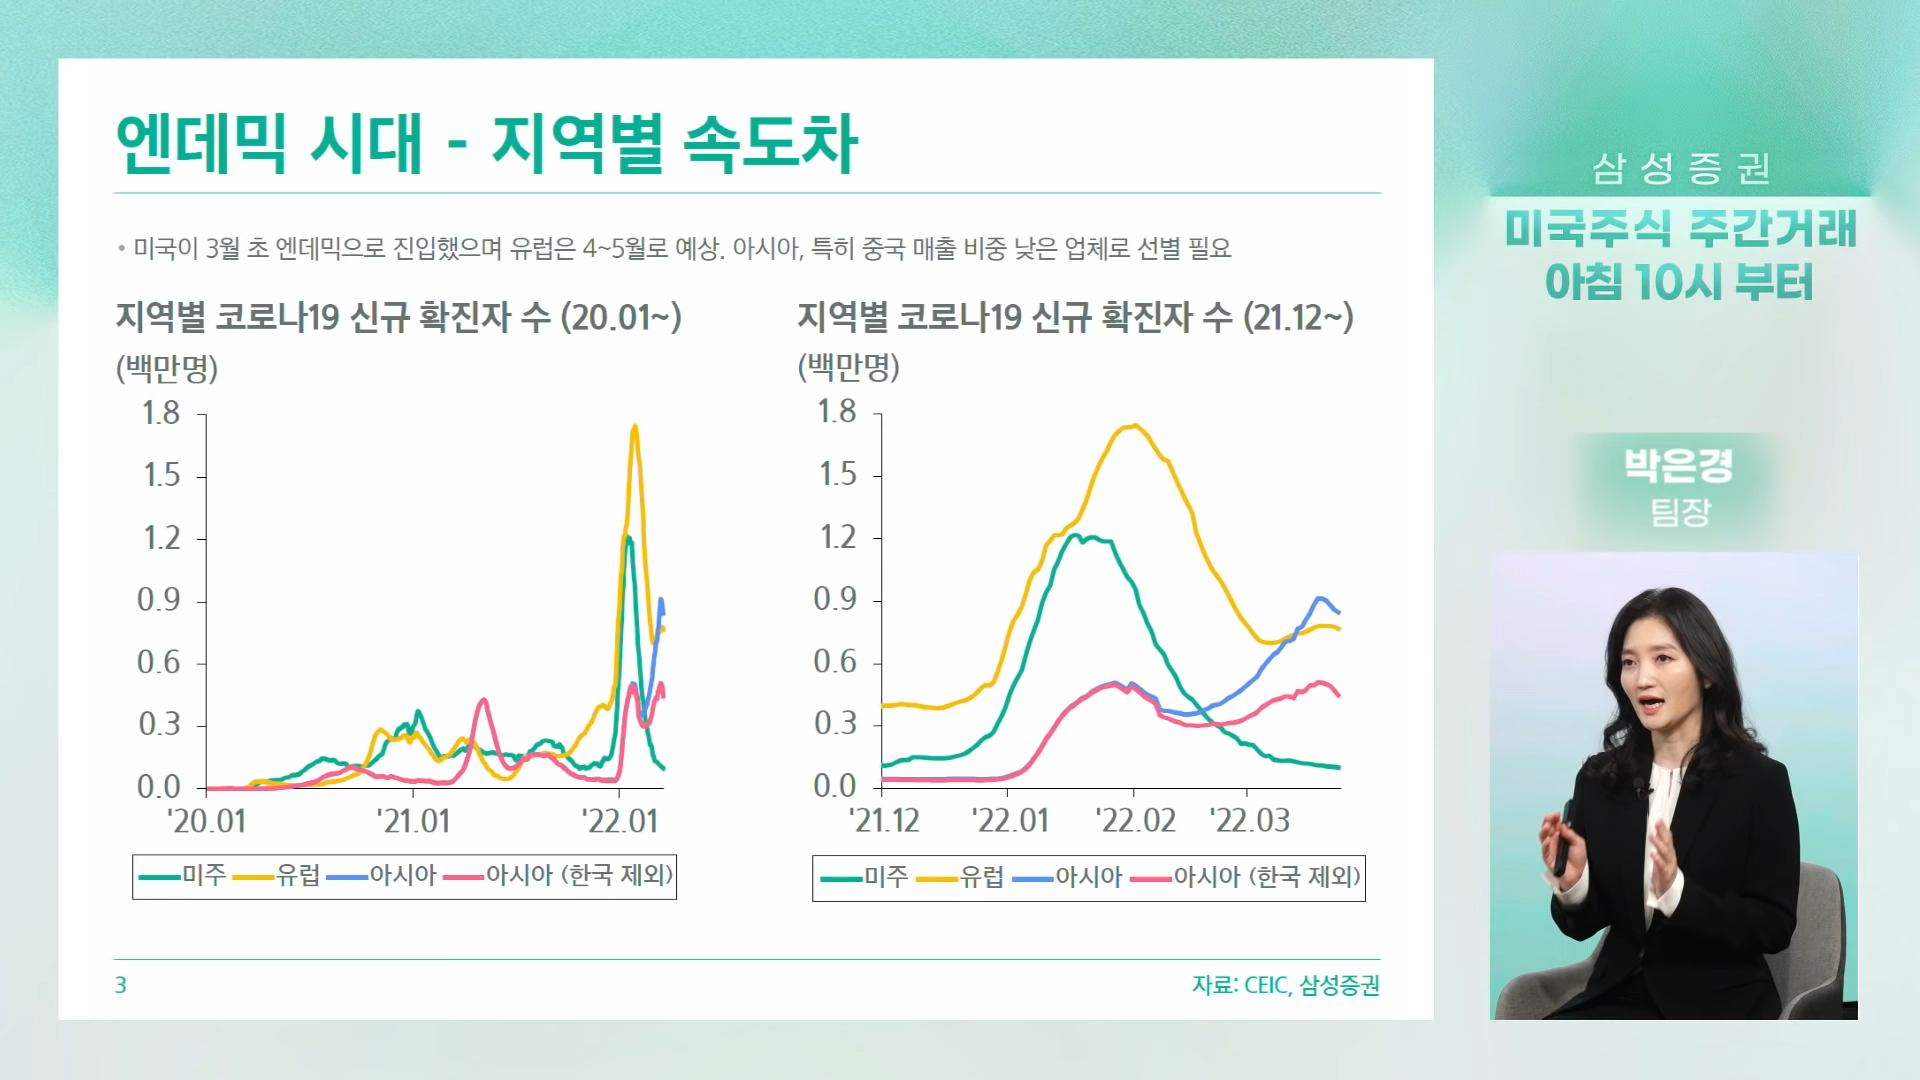 엔데믹 시대 - 지역별 속도차
• 미국이 3월 초 엔데믹으로 진입했으며 유럽은 4~5월로 예상. 아시아, 특히 중국 매출 비중 낮은 업체로 선별 필요
지역별 코로나19 신규 확진자 수 (20.01~)
(백만명)
1.8
1.5
1.2
0.9
0.6
0.3
0.0
'20.01 '21.01 '22.01
미주 유럽 아시아 아시아 (한국 제외)
지역별 코로나19 신규 확진자 수 (21.12~)
(백만명)
1.8
1.5
1.2
0.9
0.6
0.3
0.0
'21.12 '22.01 '22.02 '22.03
미주 유럽 아시아 아시아 (한국 제외)
3
자료: CEIC, 삼성증권
삼성증권
미국주식 주간거래
아침 10시 부터
박은경
팀장